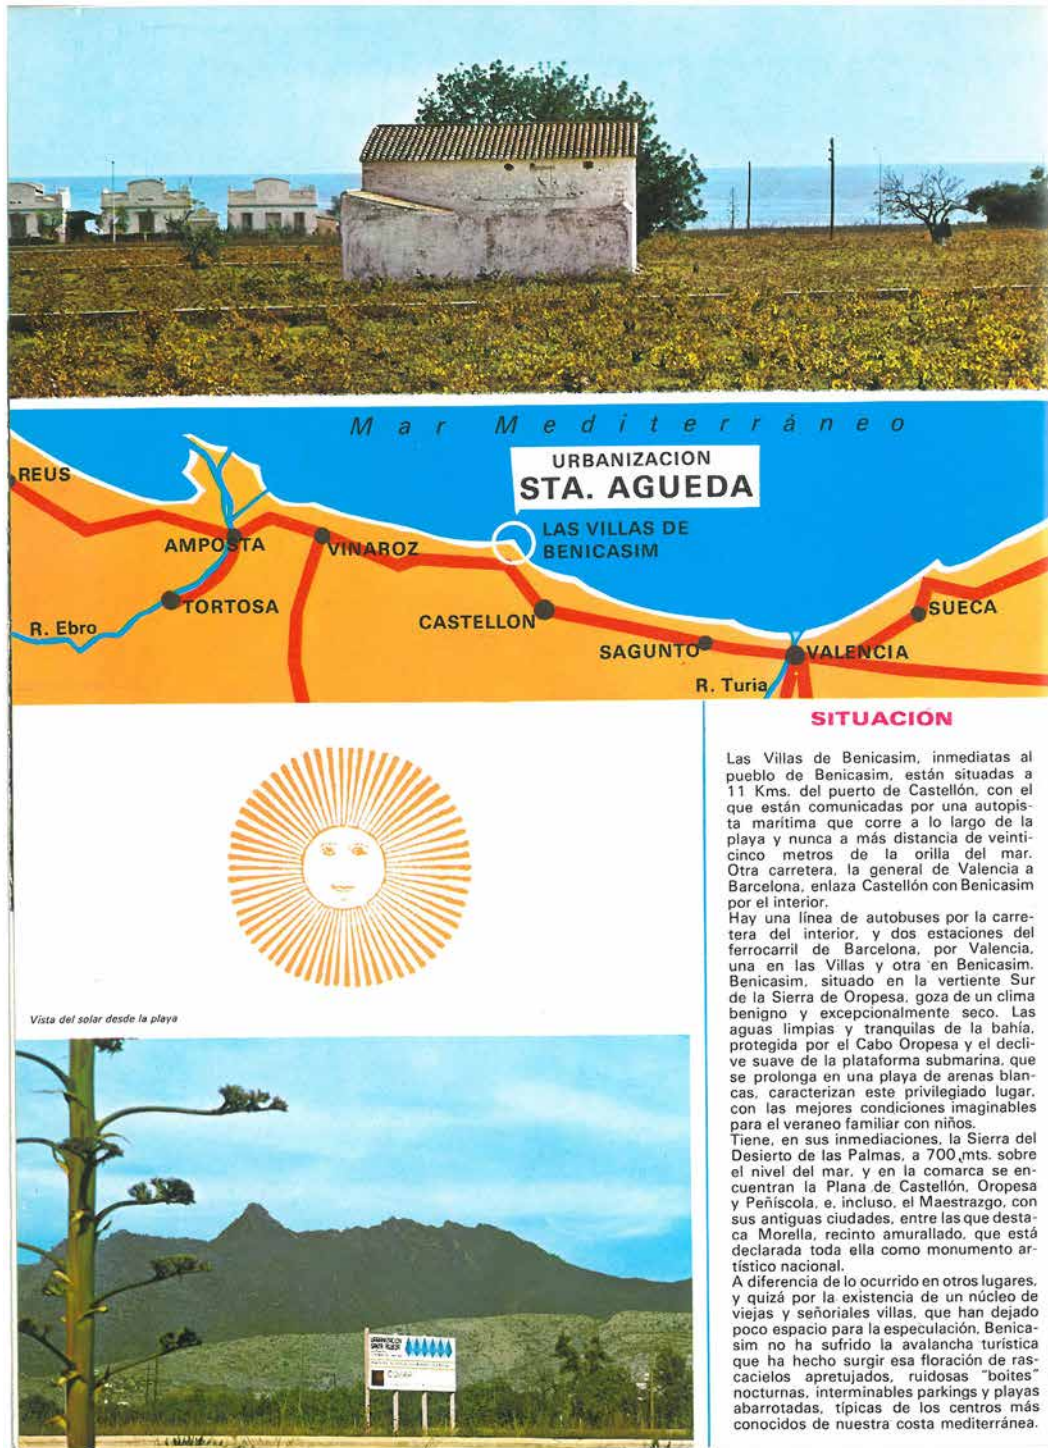 Mar Mediterráneo
URBANIZACION
STA. AGUEDA
LAS VILLAS DE
BENICASIM
REUS
AMPOSTA
VINAROZ
TORTOSA
R. Ebro
CASTELLON
SAGUNTO
VALENCIA
SUECA
R. Turia
SITUACIÓN
Las Villas de Benicasim, inmediatas al
pueblo de Benicasim, están situadas a
11 Kms. del puerto de Castellón, con el
que están comunicadas por una autopis-
ta marítima que corre a lo largo de la
playa y nunca a más distancia de veinti-
cinco metros de la orilla del mar.
Otra carretera, la general de Valencia a
Barcelona, enlaza Castellón con Benicasim
por el interior.
Hay una línea de autobuses por la carre-
tera del interior, y dos estaciones del
ferrocarril de Barcelona, por Valencia,
una en las Villas y otra en Benicasim.
Benicasim, situado en la vertiente Sur
de la Sierra de Oropesa, goza de un clima
benigno y excepcionalmente seco. Las
aguas limpias y tranquilas de la bahía,
protegida por el Cabo Oropesa y el decli-
ve suave de la plataforma submarina, que
se prolonga en una playa de arenas blan-
cas, caracterizan este privilegiado lugar,
con las mejores condiciones imaginables
para el veraneo familiar con niños.
Tiene, en sus inmediaciones, la Sierra del
Desierto de las Palmas, a 700 mts. sobre
el nivel del mar, y en la comarca se en-
cuentran la Plana de Castellón, Oropesa
y Peñíscola, e, incluso, el Maestrazgo, con
sus antiguas ciudades, entre las que desta-
ca Morella, recinto amurallado, que está
declarada toda ella como monumento ar-
tístico nacional.
A diferencia de lo ocurrido en otros lugares,
y quizá por la existencia de un núcleo de
viejas y señoriales villas, que han dejado
poco espacio para la especulación, Benica-
sim no ha sufrido la avalancha turística
que ha hecho surgir esa floración de ras-
cacielos apretujados, ruidosas "boites"
nocturnas, interminables parkings y playas
abarrotadas, típicas de los centros más
conocidos de nuestra costa mediterránea.
Vista del solar desde la playa
URBANIZACION
SANTA AGUEDA